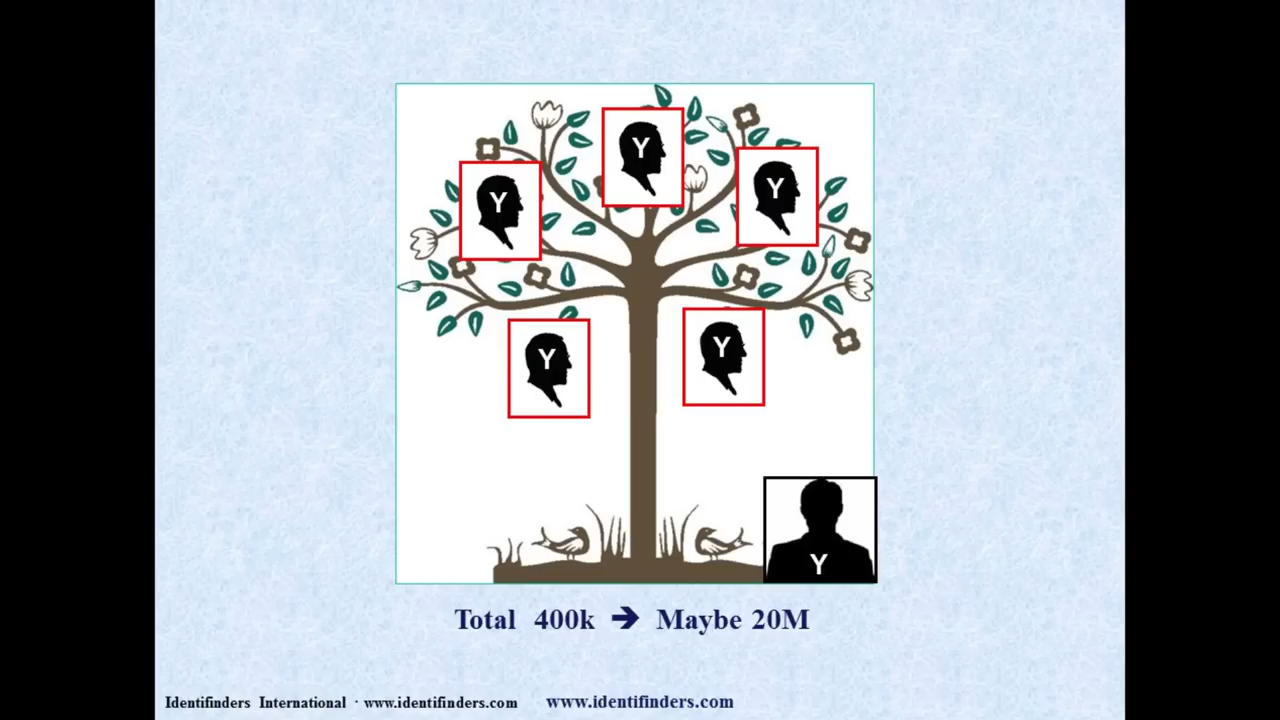 Y
Y
Y
Y
Y
Y
Total 400k ➔ Maybe 20M
Identifinders International · www.identifinders.com www.identifinders.com